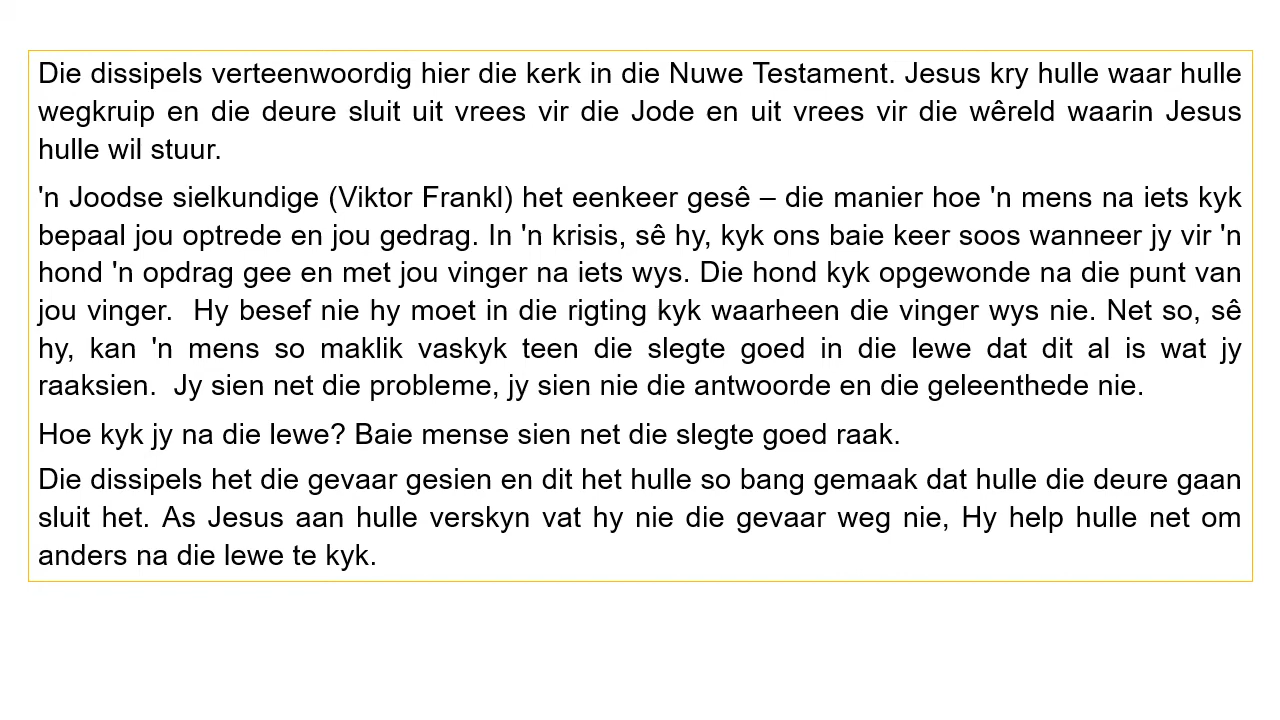 Die dissipels verteenwoordig hier die kerk in die Nuwe Testament. Jesus kry hulle waar hulle
wegkruip en die deure sluit uit vrees vir die Jode en uit vrees vir die wêreld waarin Jesus
hulle wil stuur.
'n Joodse sielkundige (Viktor Frankl) het eenkeer gesê – die manier hoe 'n mens na iets kyk
bepaal jou optrede en jou gedrag. In 'n krisis, sê hy, kyk ons baie keer soos wanneer jy vir 'n
hond 'n opdrag gee en met jou vinger na iets wys. Die hond kyk opgewonde na die punt van
jou vinger.  Hy besef nie hy moet in die rigting kyk waarheen die vinger wys nie. Net so, sê
hy, kan 'n mens so maklik vaskyk teen die slegte goed in die lewe dat dit al is wat jy
raaksien.  Jy sien net die probleme, jy sien nie die antwoorde en die geleenthede nie.
Hoe kyk jy na die lewe? Baie mense sien net die slegte goed raak.
Die dissipels het die gevaar gesien en dit het hulle so bang gemaak dat hulle die deure gaan
sluit het. As Jesus aan hulle verskyn vat hy nie die gevaar weg nie, Hy help hulle net om
anders na die lewe te kyk.